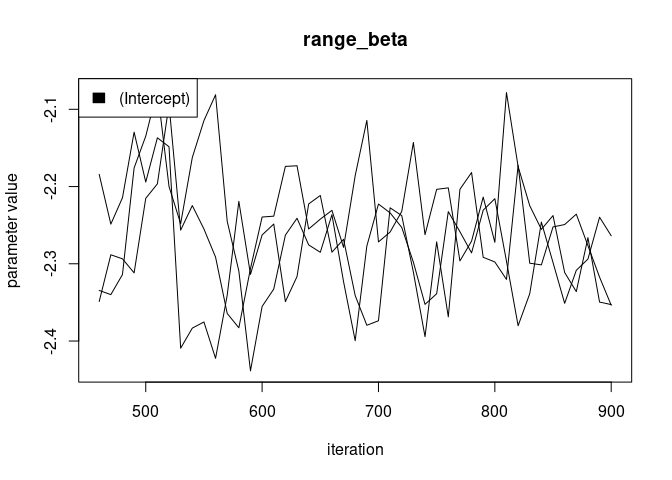 range_beta
(Intercept)
-2.1
-2.2
-2.3
-2.4
parameter value
500 600 700 800 900
iteration